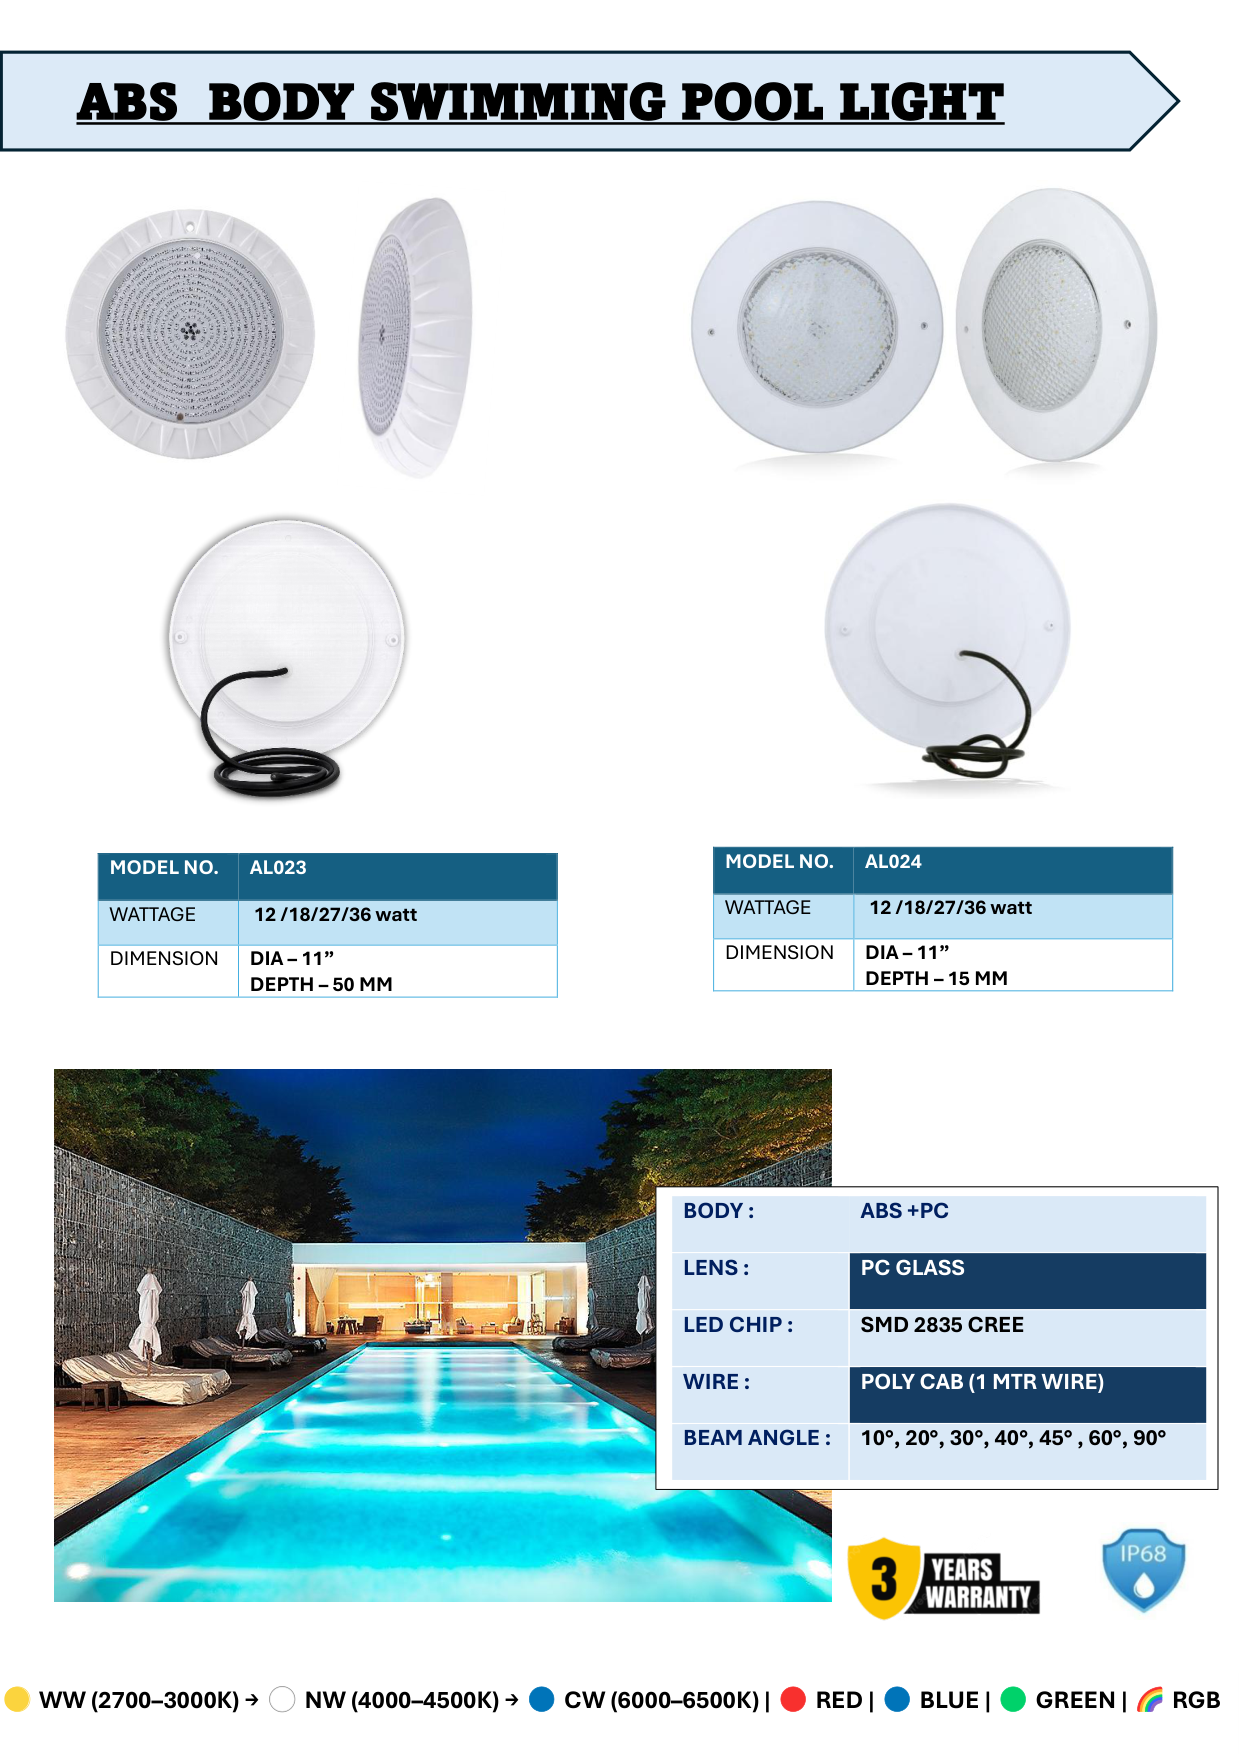 ABS  BODY SWIMMING POOL LIGHT
MODEL NO. AL023
WATTAGE 12 /18/27/36 watt
DIMENSION DIA – 11”
DEPTH – 50 MM
MODEL NO. AL024
WATTAGE 12 /18/27/36 watt
DIMENSION DIA – 11”
DEPTH – 15 MM
BODY : ABS +PC
LENS : PC GLASS
LED CHIP : SMD 2835 CREE
WIRE : POLY CAB (1 MTR WIRE)
BEAM ANGLE : 10°, 20°, 30°, 40°, 45° , 60°, 90°
3 YEARS
WARRANTY
IP68
WW (2700–3000K) → NW (4000–4500K) → CW (6000–6500K) | RED | BLUE | GREEN | RGB